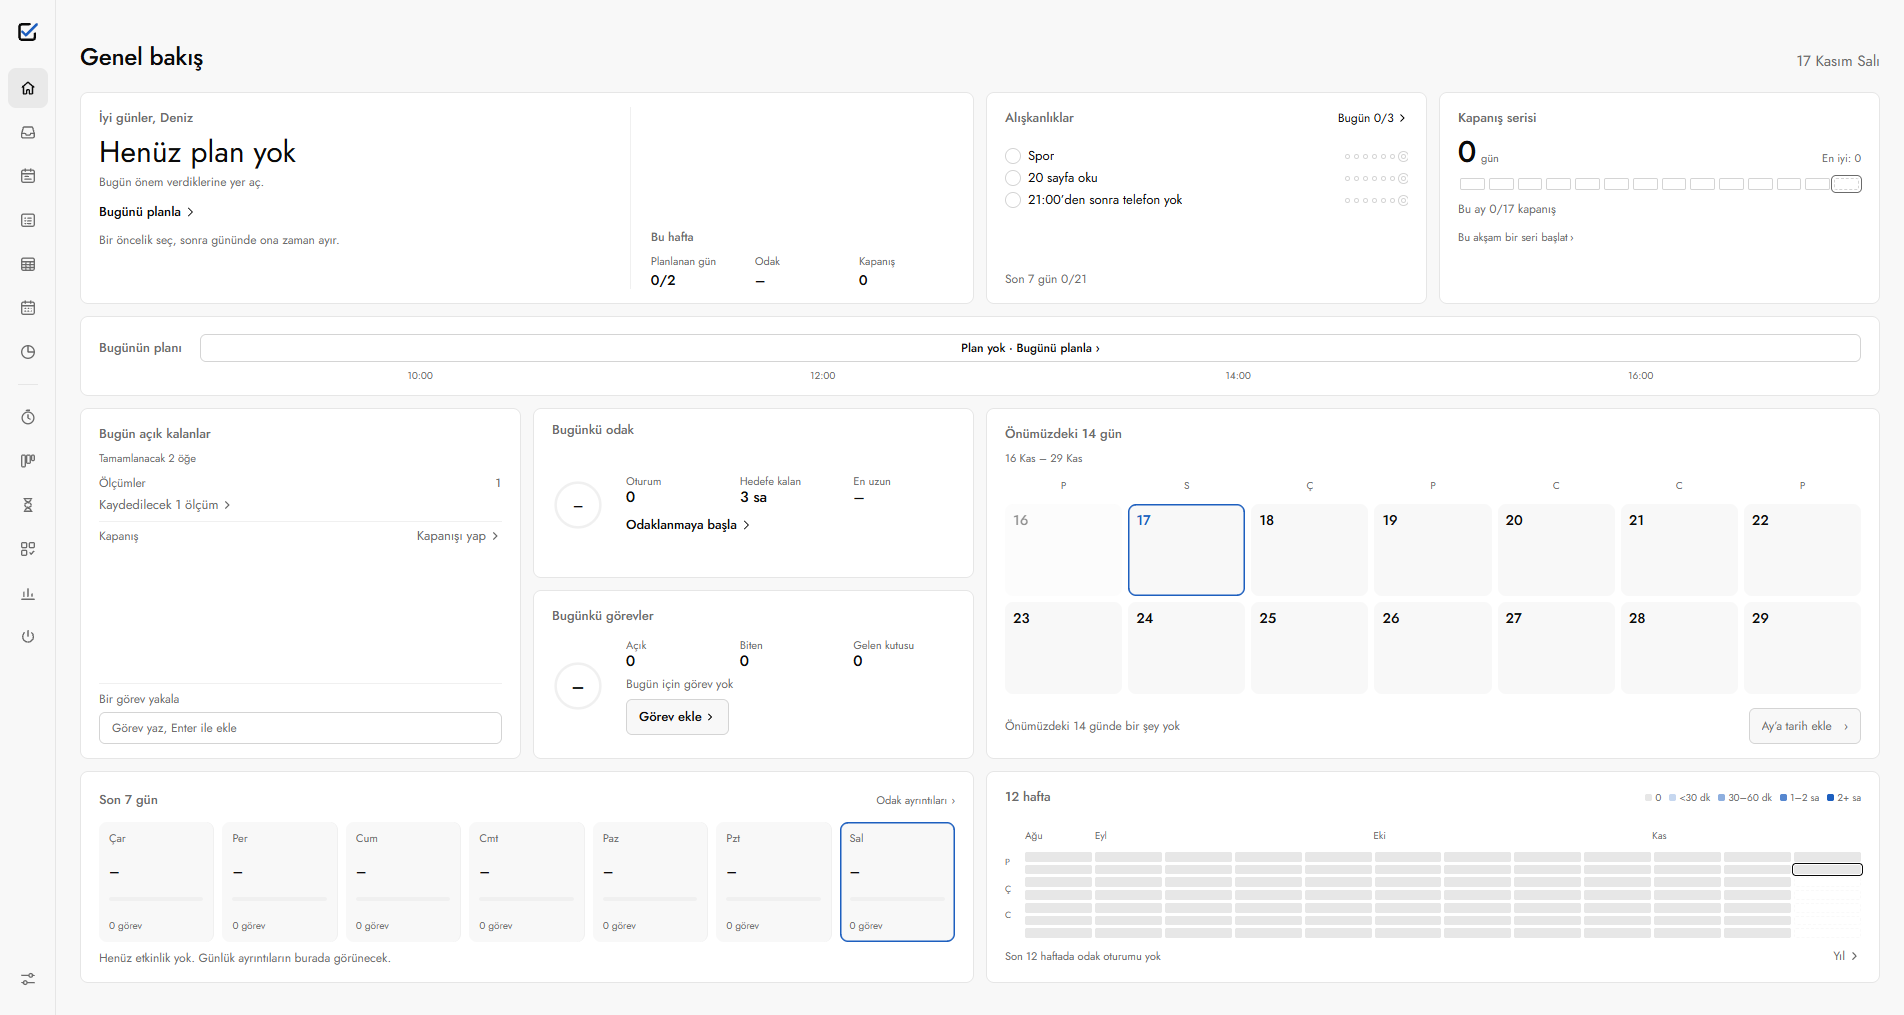 Genel bakış
17 Kasım Salı
İyi günler, Deniz
Henüz plan yok
Bugün önem verdiklerine yer aç.
Bugünü planla
Bir öncelik seç, sonra gününde ona zaman ayır.
Bu hafta
Planlanan gün Odak Kapanış
0/2 – 0
Alışkanlıklar Bugün 0/3
Spor
20 sayfa oku
21:00'den sonra telefon yok
Son 7 gün 0/21
Kapanış serisi
0 gün En iyi: 0
Bu ay 0/17 kapanış
Bu akşam bir seri başlat ›
Bugünün planı Plan yok · Bugünü planla ›
10:00 12:00 14:00 16:00
Bugün açık kalanlar
Tamamlanacak 2 öğe
Ölçümler 1
Kaydedilecek 1 ölçüm
Kapanış Kapanışı yap
Bir görev yakala
Görev yaz, Enter ile ekle
Bugünkü odak
–
Oturum Hedefe kalan En uzun
0 3 sa –
Odaklanmaya başla
Bugünkü görevler
–
Açık Biten Gelen kutusu
0 0 0
Bugün için görev yok
Görev ekle ›
Önümüzdeki 14 gün
16 Kas – 29 Kas
P S Ç P C C P
16 17 18 19 20 21 22
23 24 25 26 27 28 29
Önümüzdeki 14 günde bir şey yok
Ay'a tarih ekle ›
Son 7 gün Odak ayrıntıları ›
Çar Per Cum Cmt Paz Pzt Sal
– – – – – – –
0 görev 0 görev 0 görev 0 görev 0 görev 0 görev 0 görev
Henüz etkinlik yok. Günlük ayrıntıların burada görünecek.
12 hafta 0 <30 dk 30–60 dk 1–2 sa 2+ sa
Ağu Eyl Eki Kas
P
Ç
C
Son 12 haftada odak oturumu yok Yıl